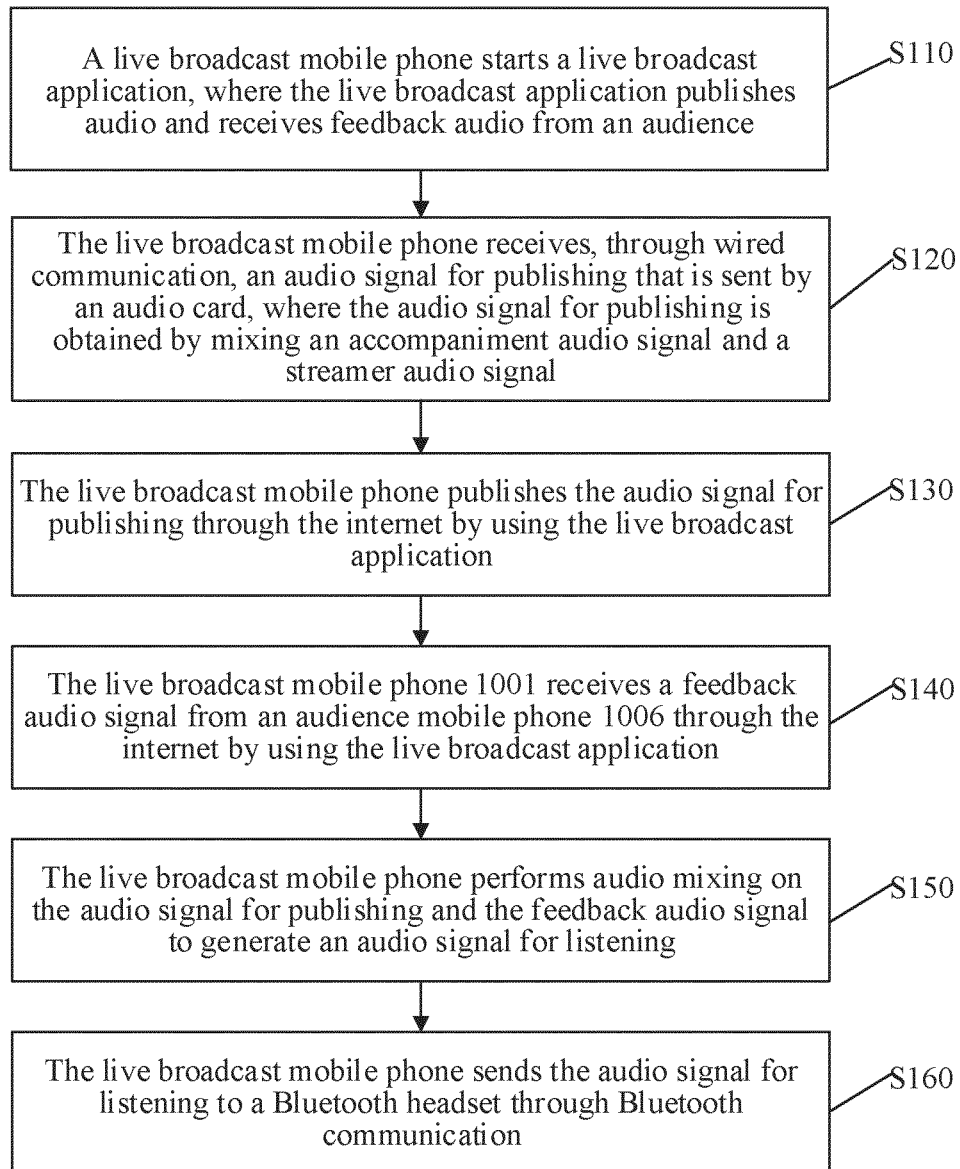 A live broadcast mobile phone starts a live broadcast
application, where the live broadcast application publishes
audio and receives feedback audio from an audience
S110
The live broadcast mobile phone receives, through wired
communication, an audio signal for publishing that is sent by
an audio card, where the audio signal for publishing is
obtained by mixing an accompaniment audio signal and a
streamer audio signal
S120
The live broadcast mobile phone publishes the audio signal for
publishing through the internet by using the live broadcast
application
S130
The live broadcast mobile phone 1001 receives a feedback
audio signal from an audience mobile phone 1006 through the
internet by using the live broadcast application
S140
The live broadcast mobile phone performs audio mixing on
the audio signal for publishing and the feedback audio signal
to generate an audio signal for listening
S150
The live broadcast mobile phone sends the audio signal for
listening to a Bluetooth headset through Bluetooth
communication
S160